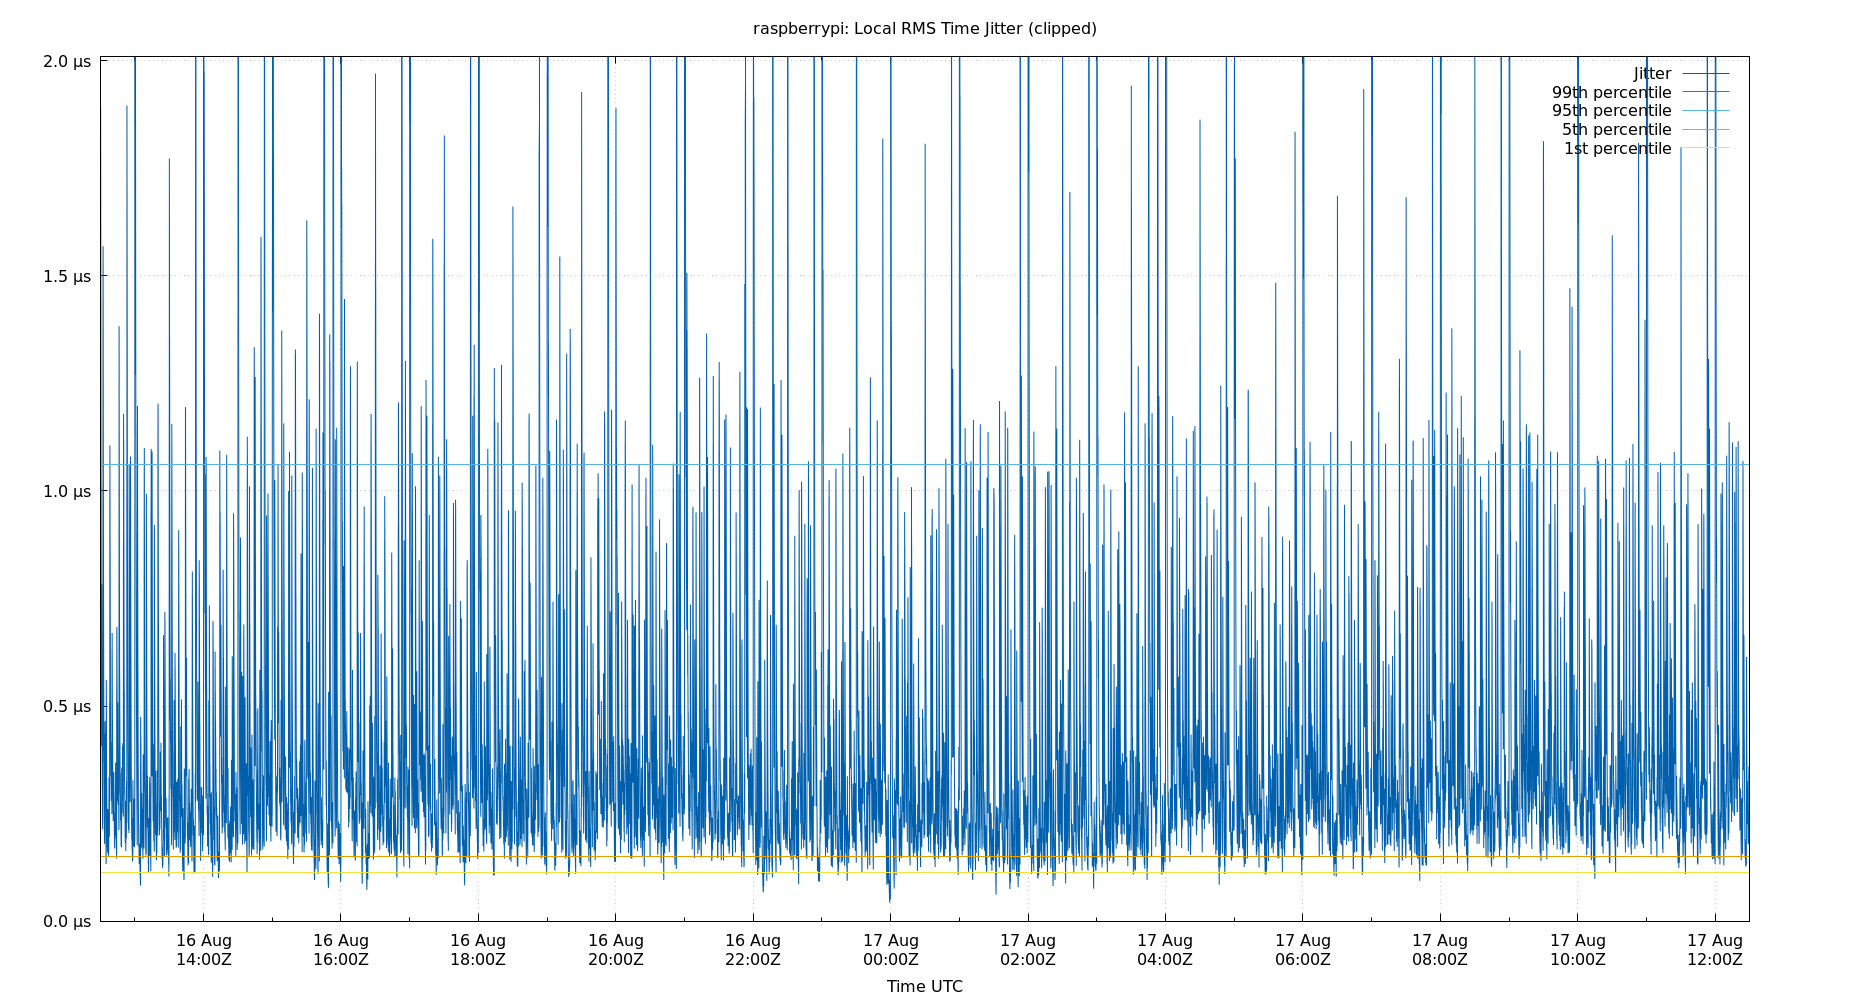 raspberrypi: Local RMS Time Jitter (clipped)
2.0 µs
1.5 µs
1.0 µs
0.5 µs
0.0 µs
Jitter
99th percentile
95th percentile
5th percentile
1st percentile
16 Aug 16 Aug 16 Aug 16 Aug 16 Aug 17 Aug 17 Aug 17 Aug 17 Aug 17 Aug 17 Aug 17 Aug
14:00Z 16:00Z 18:00Z 20:00Z 22:00Z 00:00Z 02:00Z 04:00Z 06:00Z 08:00Z 10:00Z 12:00Z
Time UTC